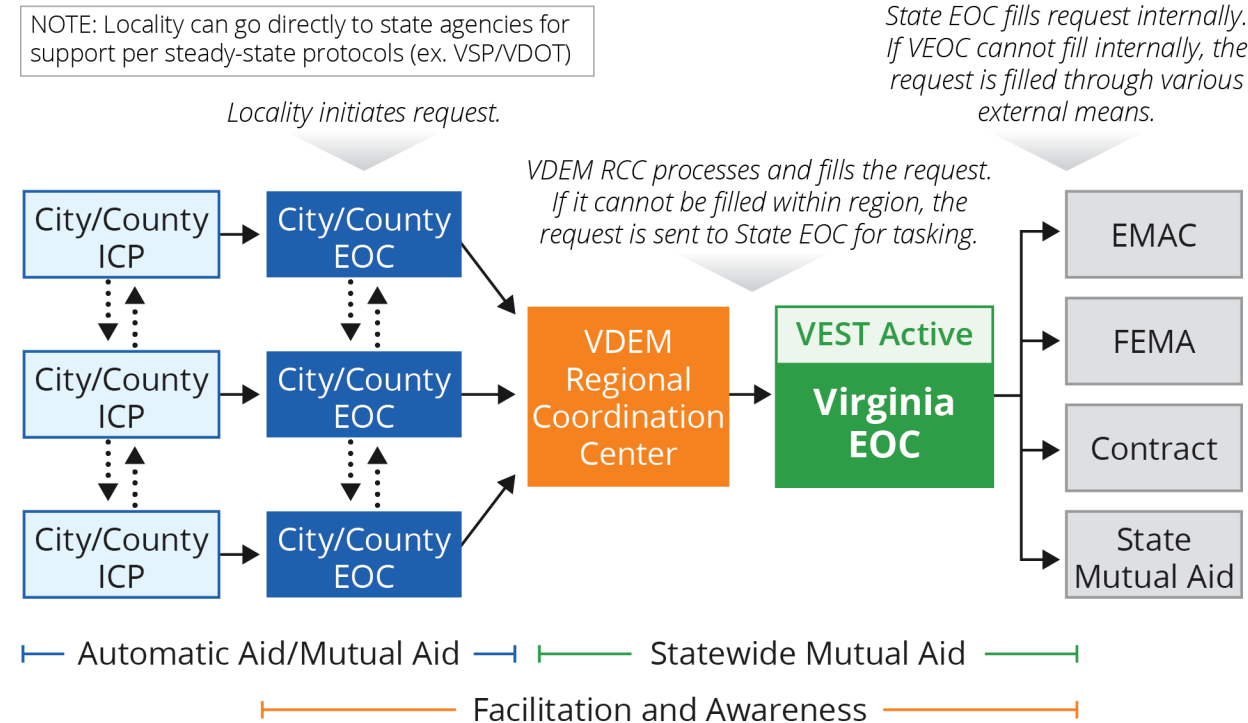 NOTE: Locality can go directly to state agencies for
support per steady-state protocols (ex. VSP/VDOT)
State EOC fills request internally.
If VEOC cannot fill internally, the
request is filled through various
external means.
Locality initiates request.
VDEM RCC processes and fills the request.
If it cannot be filled within region, the
request is sent to State EOC for tasking.
City/County
ICP
City/County
EOC
City/County
ICP
City/County
EOC
City/County
ICP
City/County
EOC
VDEM
Regional
Coordination
Center
VEST Active
Virginia
EOC
EMAC
FEMA
Contract
State
Mutual Aid
Automatic Aid/Mutual Aid
Statewide Mutual Aid
Facilitation and Awareness